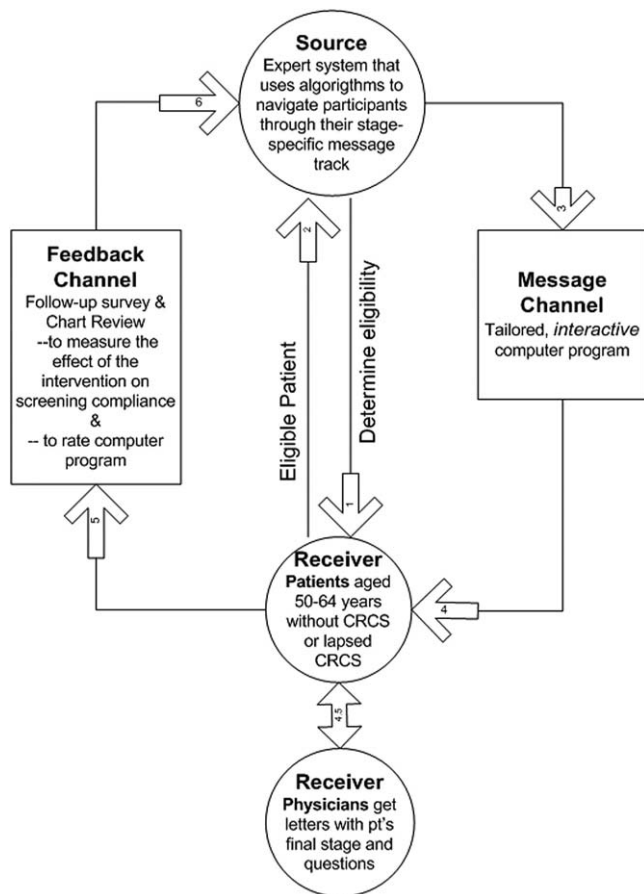 Source
Expert system that
uses algorigthms to
navigate participants
through their stage-
specific message
track
6
3
2
Feedback
Channel
Follow-up survey &
Chart Review
--to measure the
effect of the
intervention on
screening compliance
&
-- to rate computer
program
Eligible Patient
Determine eligibility
Message
Channel
Tailored, interactive
computer program
1
5
Receiver
Patients aged
50-64 years
without CRCS
or lapsed
CRCS
4
4.5
Receiver
Physicians get
letters with pt's
final stage and
questions